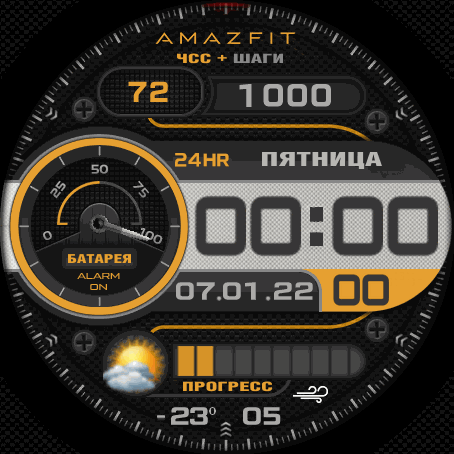 AMAZFIT
ЧСС + ШАГИ
72 1000
24HR ПЯТНИЦА
0 25 50 75 100
00:00
БАТАРЕЯ
ALARM
ON
07.01.22 00
ПРОГРЕСС
-23° 05